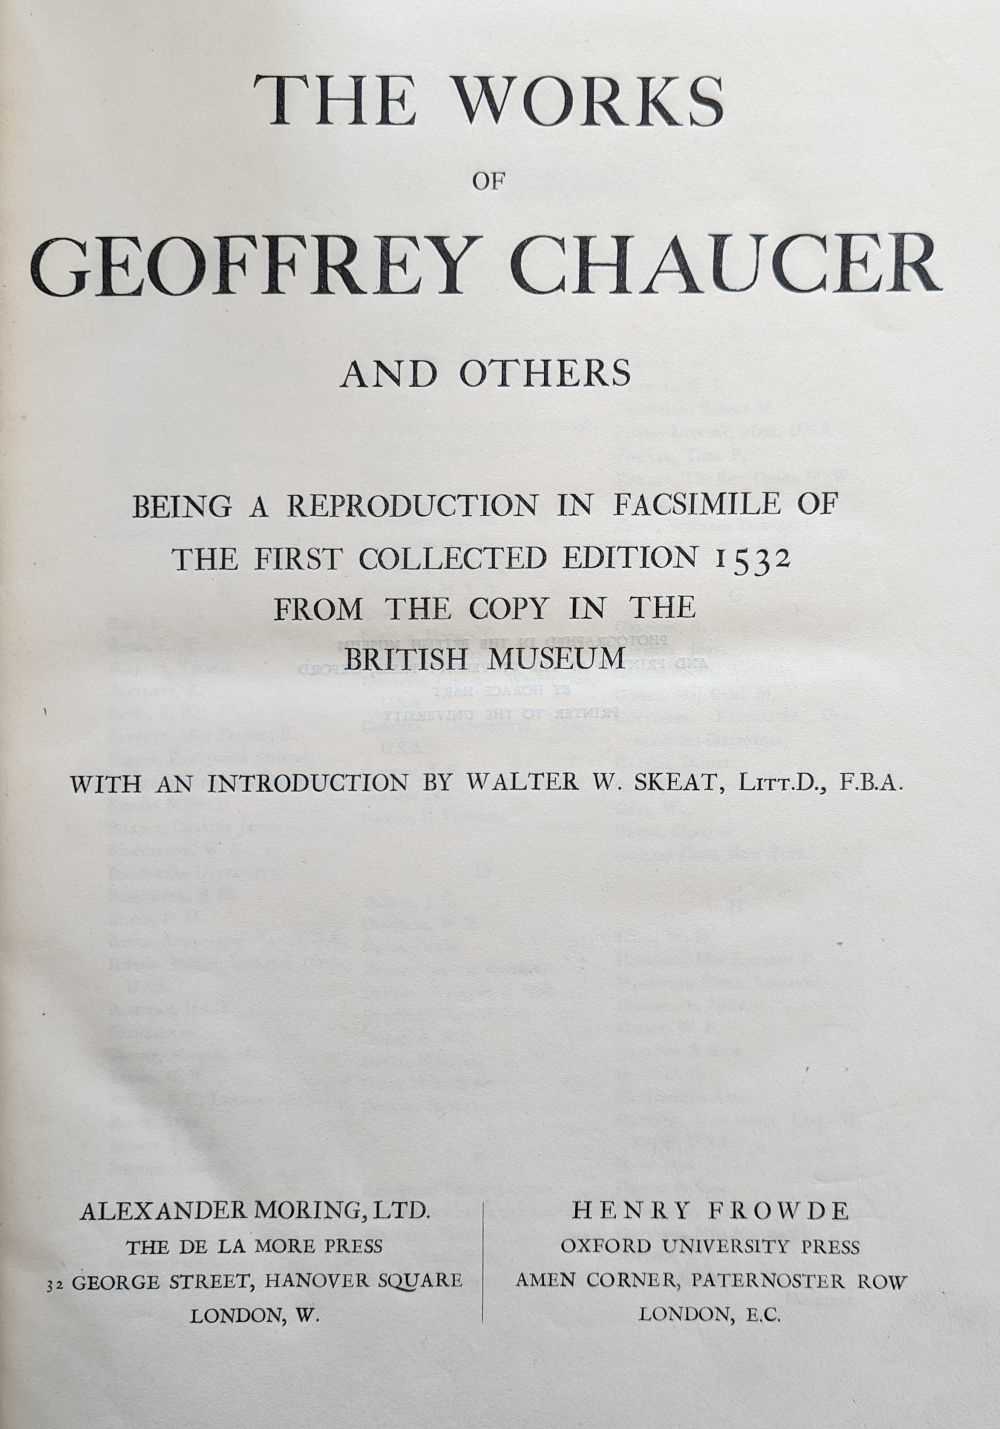 THE WORKS
OF
GEOFFREY CHAUCER
AND OTHERS
BEING A REPRODUCTION IN FACSIMILE OF
THE FIRST COLLECTED EDITION 1532
FROM THE COPY IN THE
BRITISH MUSEUM
WITH AN INTRODUCTION BY WALTER W. SKEAT, LITT.D., F.B.A.
ALEXANDER MORING, LTD.
THE DE LA MORE PRESS
32 GEORGE STREET, HANOVER SQUARE
LONDON, W.
HENRY FROWDE
OXFORD UNIVERSITY PRESS
AMEN CORNER, PATERNOSTER ROW
LONDON, E.C.